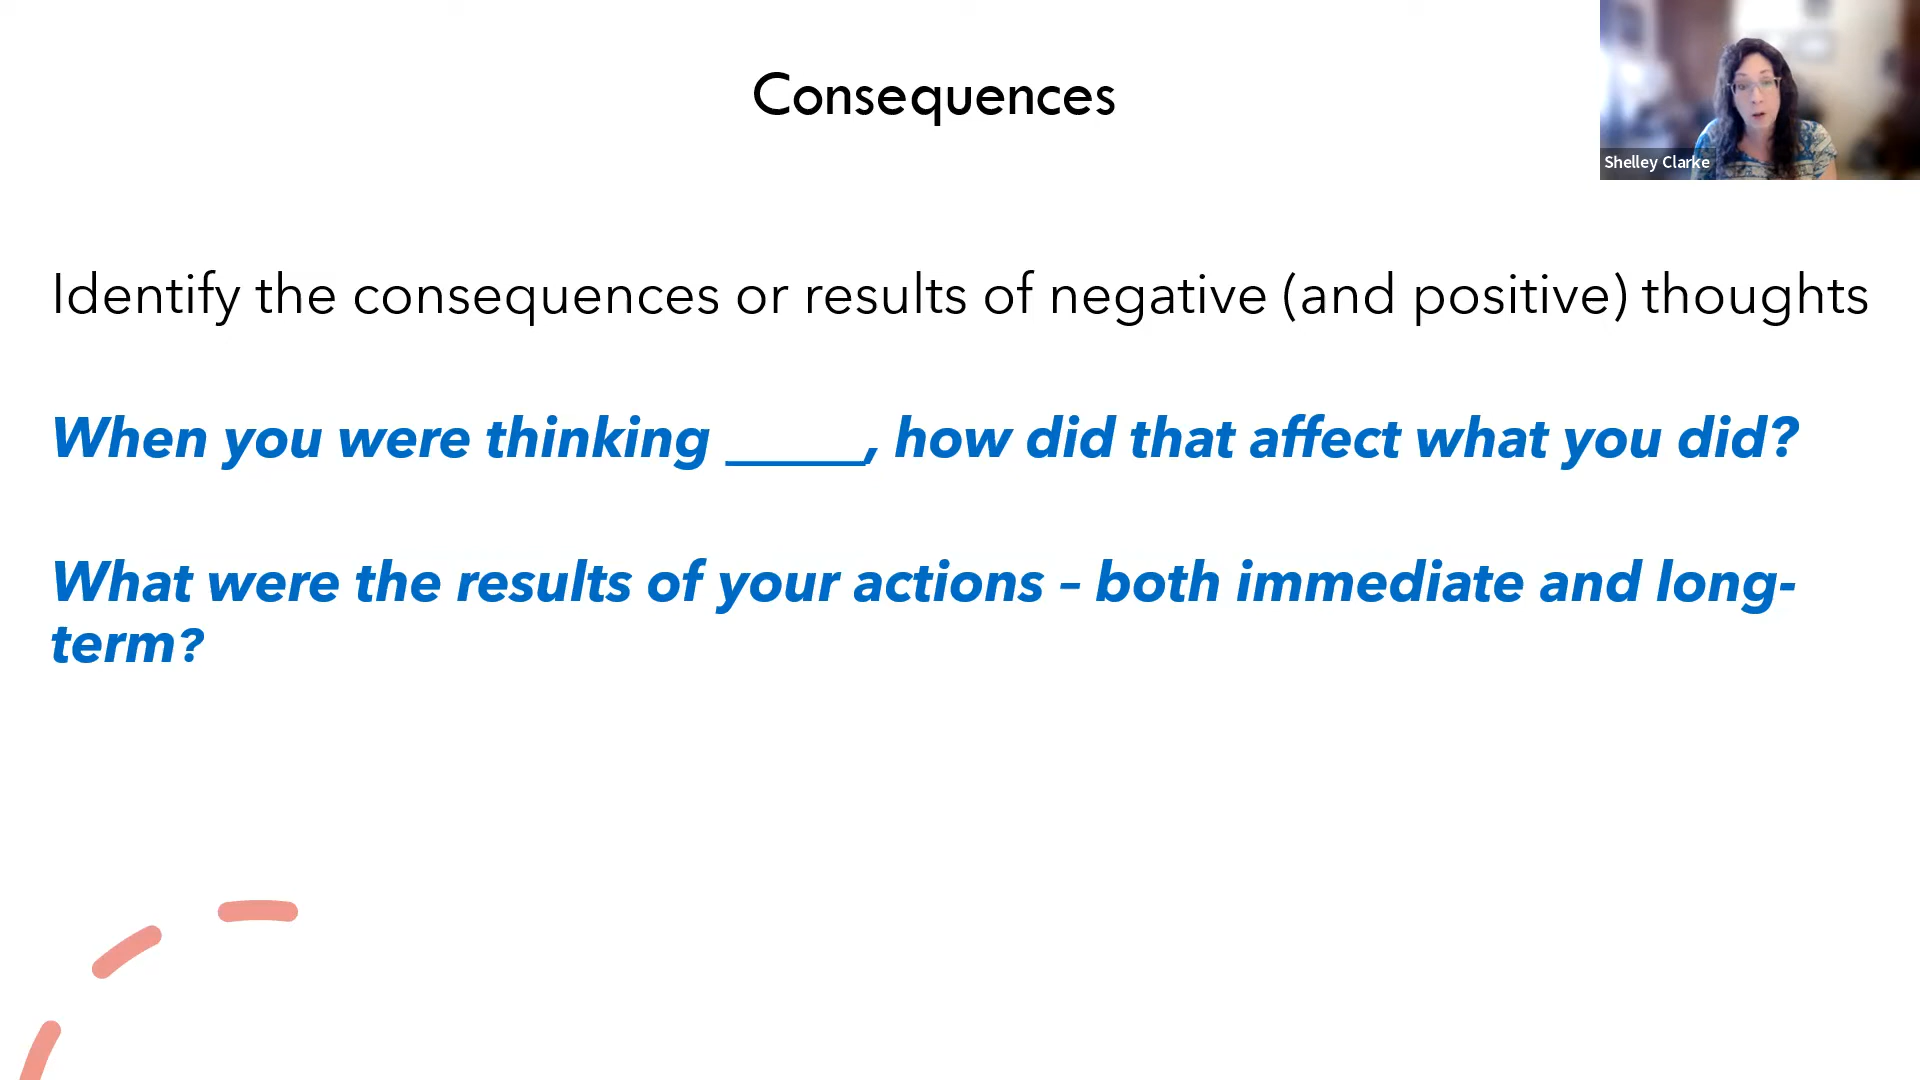 Consequences
Shelley Clarke
Identify the consequences or results of negative (and positive) thoughts
When you were thinking _____, how did that affect what you did?
What were the results of your actions – both immediate and long-
term?